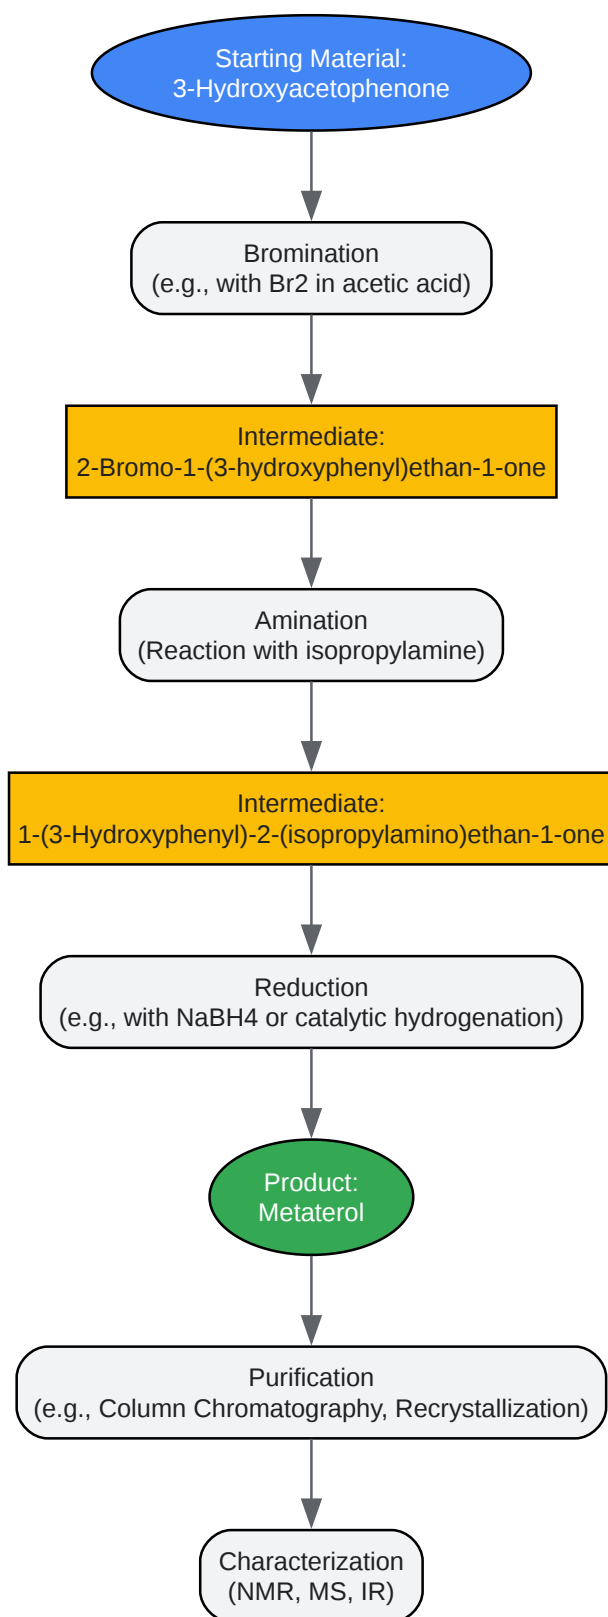 Starting Material:
3-Hydroxyacetophenone
Bromination
(e.g., with Br2 in acetic acid)
Intermediate:
2-Bromo-1-(3-hydroxyphenyl)ethan-1-one
Amination
(Reaction with isopropylamine)
Intermediate:
1-(3-Hydroxyphenyl)-2-(isopropylamino)ethan-1-one
Reduction
(e.g., with NaBH4 or catalytic hydrogenation)
Product:
Metaterol
Purification
(e.g., Column Chromatography, Recrystallization)
Characterization
(NMR, MS, IR)